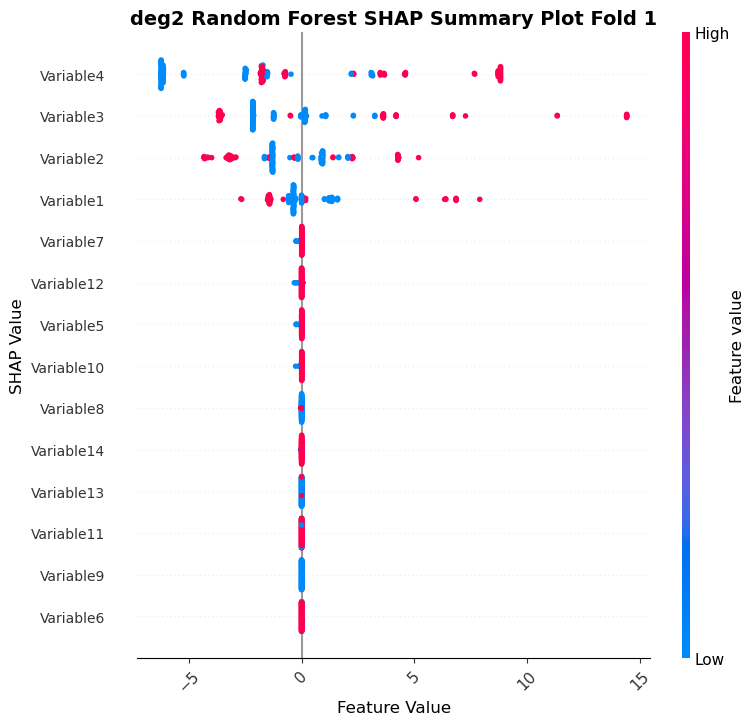 deg2 Random Forest SHAP Summary Plot Fold 1
High
Variable4
Variable3
Variable2
Variable1
Variable7
Variable12
Variable5
Variable10
Variable8
Variable14
Variable13
Variable11
Variable9
Variable6
SHAP Value
Feature value
Low
−5 0 5 10 15
Feature Value